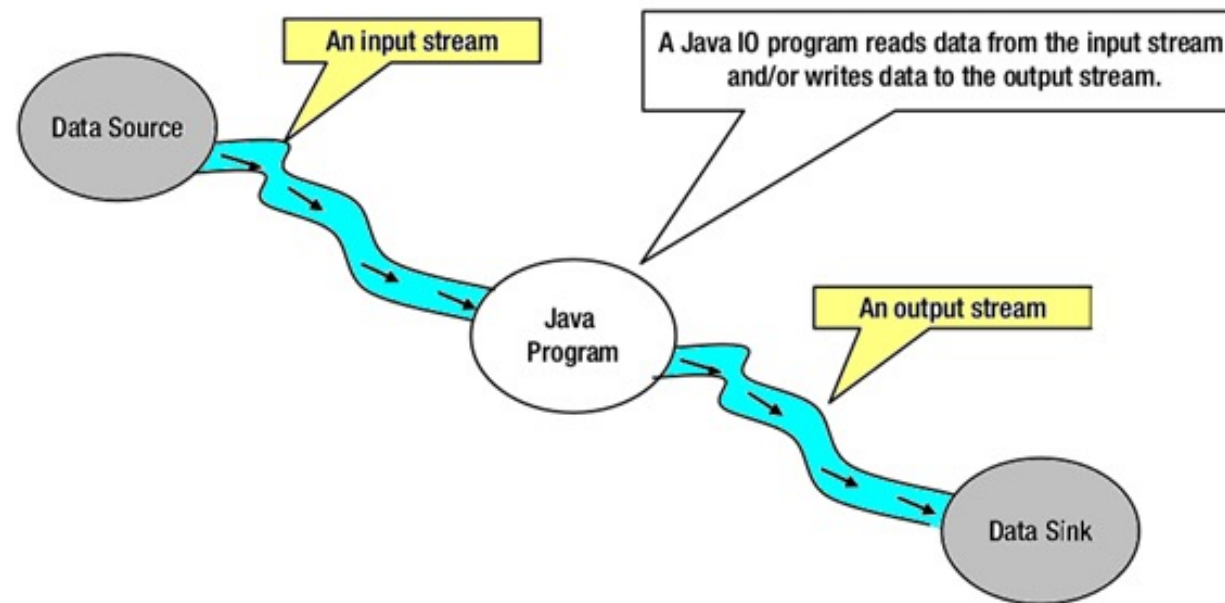 An input stream
A Java IO program reads data from the input stream
and/or writes data to the output stream.
Data Source
Java
Program
An output stream
Data Sink